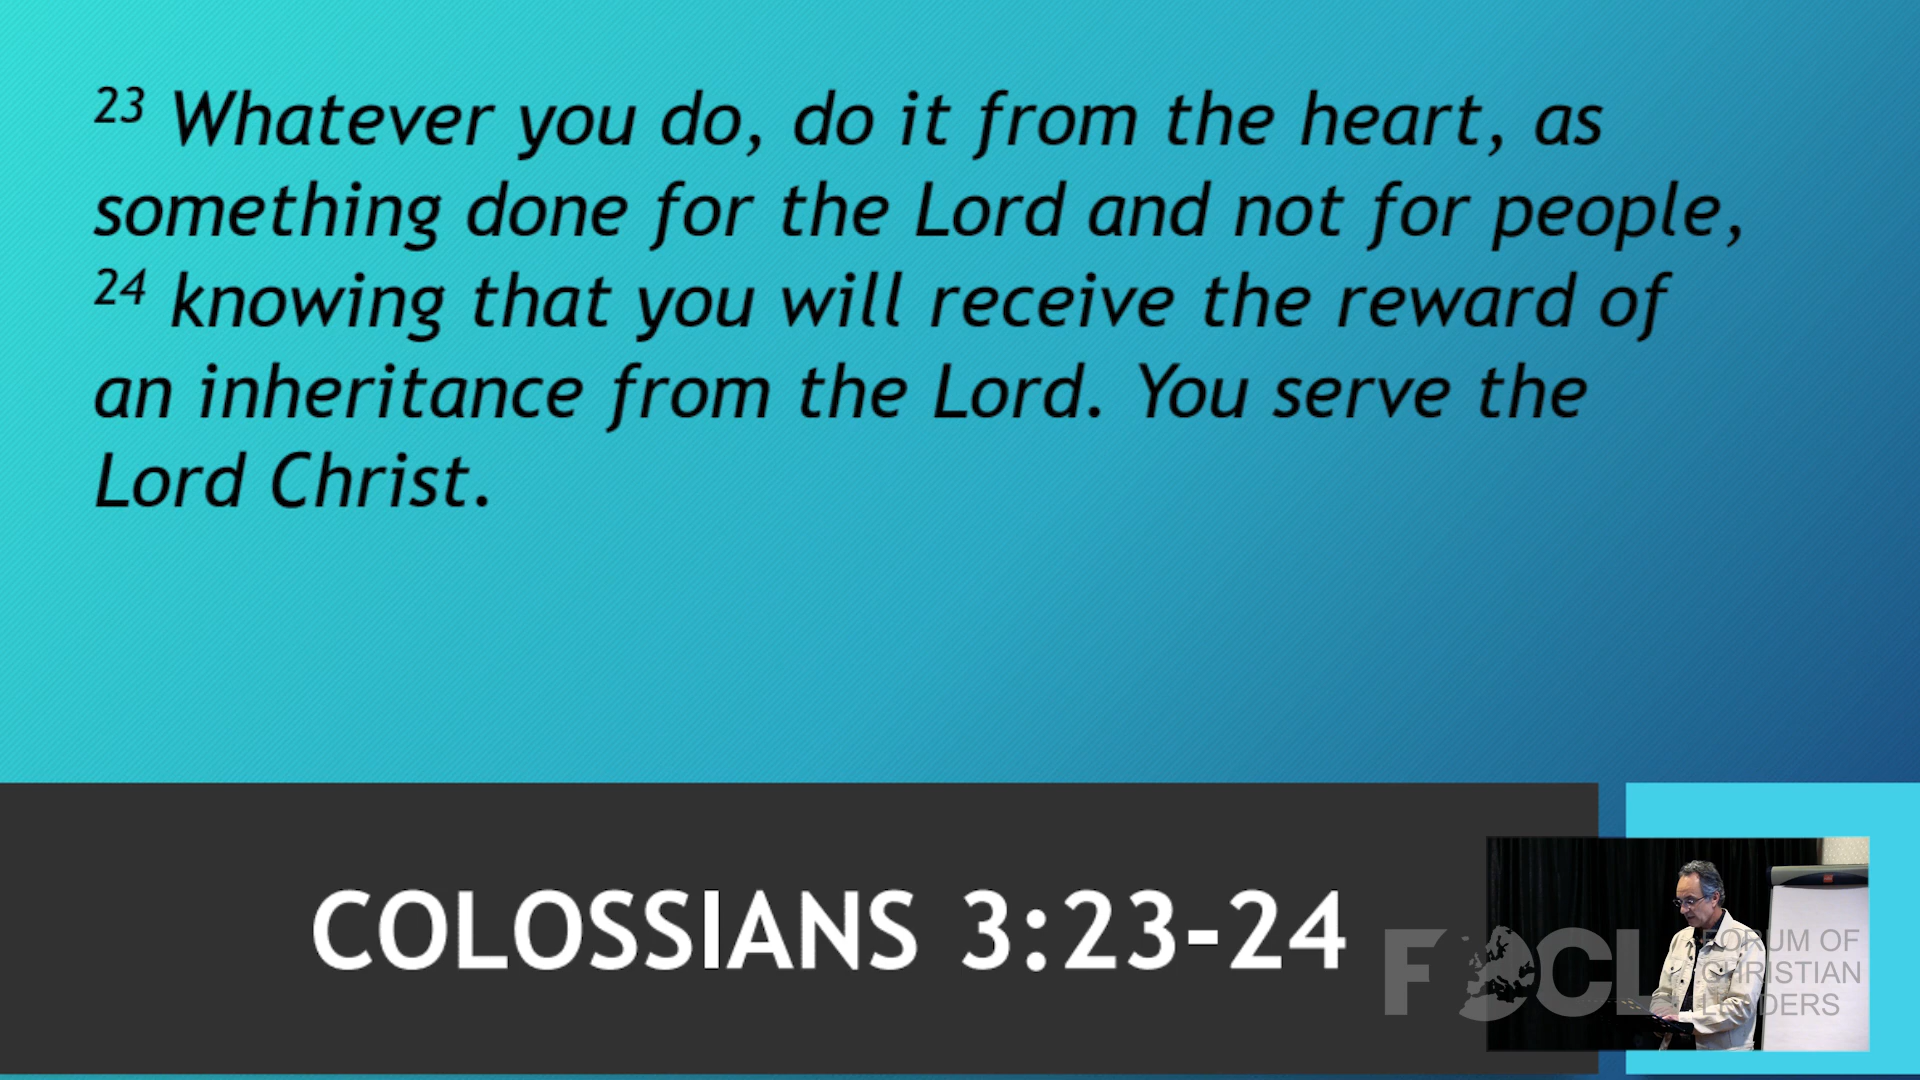 23 Whatever you do, do it from the heart, as
something done for the Lord and not for people,
24 knowing that you will receive the reward of
an inheritance from the Lord. You serve the
Lord Christ.
COLOSSIANS 3:23-24
FOCL
FORUM OF
CHRISTIAN
LEADERS